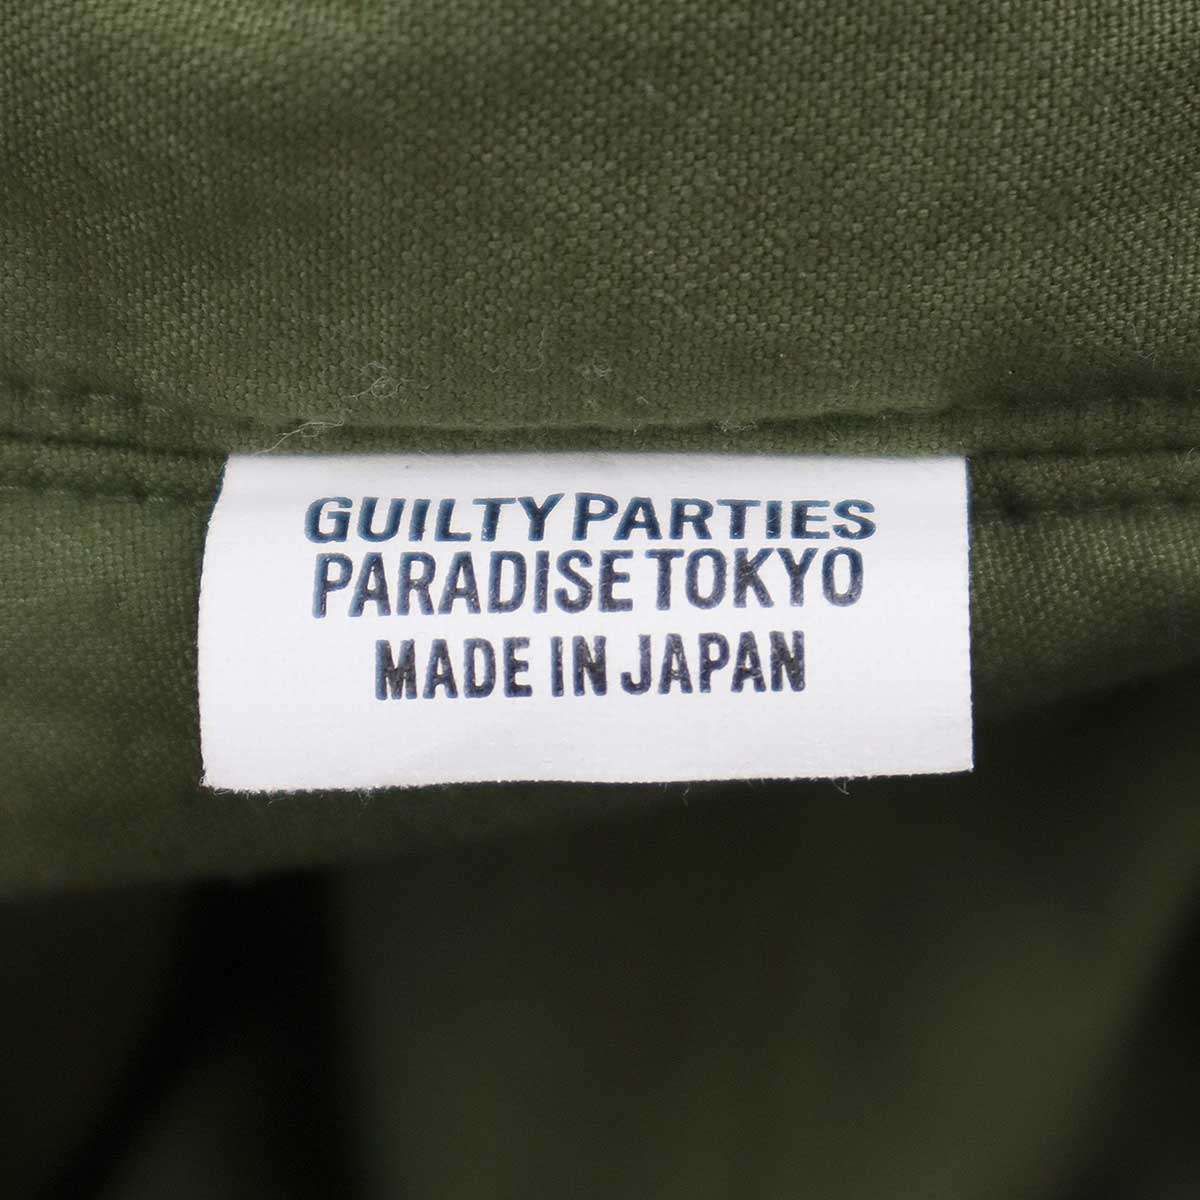 GUILTY PARTIES
PARADISE TOKYO
MADE IN JAPAN